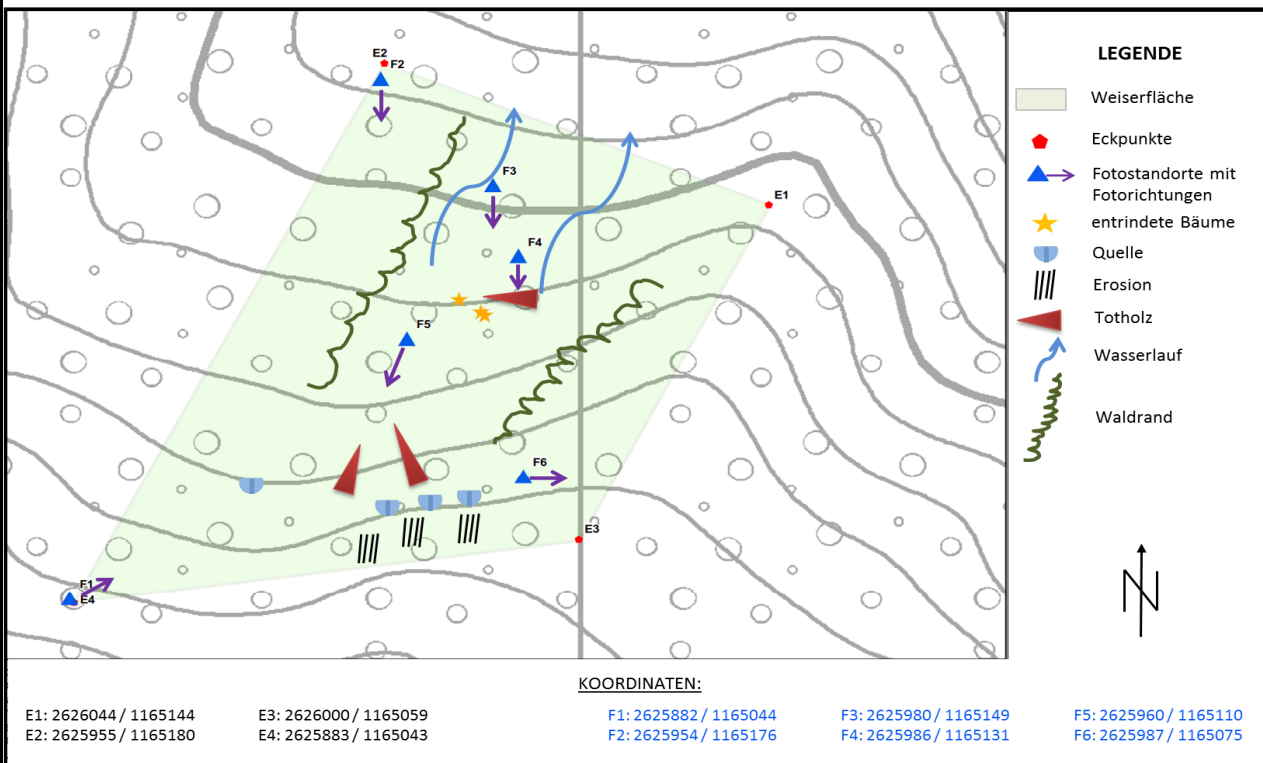 E2
F2
F3
E1
F4
F5
F6
E3
F1
E4
LEGENDE
Weiserfläche
Eckpunkte
Fotostandorte mit
Fotorichtungen
entrindete Bäume
Quelle
Erosion
Totholz
Wasserlauf
Waldrand
N
KOORDINATEN:
E1: 2626044 / 1165144 E3: 2626000 / 1165059 F1: 2625882 / 1165044 F3: 2625980 / 1165149 F5: 2625960 / 1165110
E2: 2625955 / 1165180 E4: 2625883 / 1165043 F2: 2625954 / 1165176 F4: 2625986 / 1165131 F6: 2625987 / 1165075